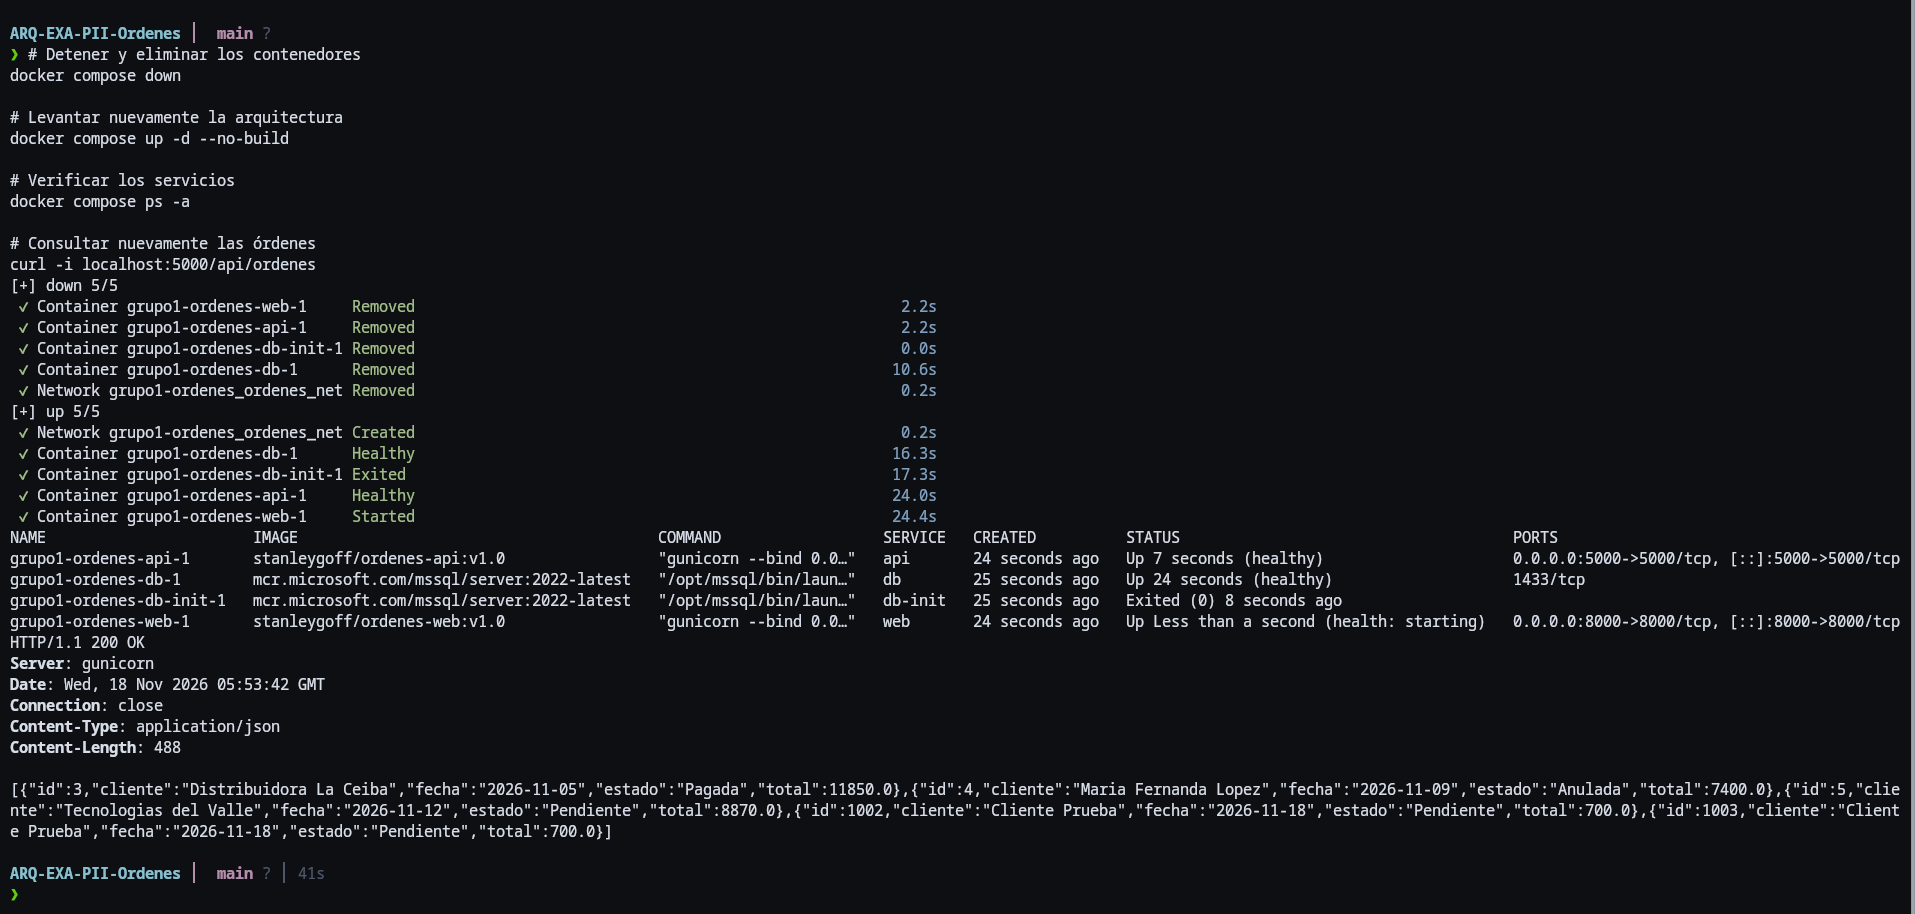 ARQ-EXA-PII-Ordenes │ main ?
❯ # Detener y eliminar los contenedores
docker compose down
# Levantar nuevamente la arquitectura
docker compose up -d --no-build
# Verificar los servicios
docker compose ps -a
# Consultar nuevamente las órdenes
curl -i localhost:5000/api/ordenes
[+] down 5/5
✓ Container grupo1-ordenes-web-1 Removed 2.2s
✓ Container grupo1-ordenes-api-1 Removed 2.2s
✓ Container grupo1-ordenes-db-init-1 Removed 0.0s
✓ Container grupo1-ordenes-db-1 Removed 10.6s
✓ Network grupo1-ordenes_ordenes_net Removed 0.2s
[+] up 5/5
✓ Network grupo1-ordenes_ordenes_net Created 0.2s
✓ Container grupo1-ordenes-db-1 Healthy 16.3s
✓ Container grupo1-ordenes-db-init-1 Exited 17.3s
✓ Container grupo1-ordenes-api-1 Healthy 24.0s
✓ Container grupo1-ordenes-web-1 Started 24.4s
NAME IMAGE COMMAND SERVICE CREATED STATUS PORTS
grupo1-ordenes-api-1 stanleygoff/ordenes-api:v1.0 "gunicorn --bind 0.0…" api 24 seconds ago Up 7 seconds (healthy) 0.0.0.0:5000->5000/tcp, [::]:5000->5000/tcp
grupo1-ordenes-db-1 mcr.microsoft.com/mssql/server:2022-latest "/opt/mssql/bin/laun…" db 25 seconds ago Up 24 seconds (healthy) 1433/tcp
grupo1-ordenes-db-init-1 mcr.microsoft.com/mssql/server:2022-latest "/opt/mssql/bin/laun…" db-init 25 seconds ago Exited (0) 8 seconds ago
grupo1-ordenes-web-1 stanleygoff/ordenes-web:v1.0 "gunicorn --bind 0.0…" web 24 seconds ago Up Less than a second (health: starting) 0.0.0.0:8000->8000/tcp, [::]:8000->8000/tcp
HTTP/1.1 200 OK
Server: gunicorn
Date: Wed, 18 Nov 2026 05:53:42 GMT
Connection: close
Content-Type: application/json
Content-Length: 488
[{"id":3,"cliente":"Distribuidora La Ceiba","fecha":"2026-11-05","estado":"Pagada","total":11850.0},{"id":4,"cliente":"Maria Fernanda Lopez","fecha":"2026-11-09","estado":"Anulada","total":7400.0},{"id":5,"clie
nte":"Tecnologias del Valle","fecha":"2026-11-12","estado":"Pendiente","total":8870.0},{"id":1002,"cliente":"Cliente Prueba","fecha":"2026-11-18","estado":"Pendiente","total":700.0},{"id":1003,"cliente":"Client
e Prueba","fecha":"2026-11-18","estado":"Pendiente","total":700.0}]
ARQ-EXA-PII-Ordenes │ main ? │ 41s
❯